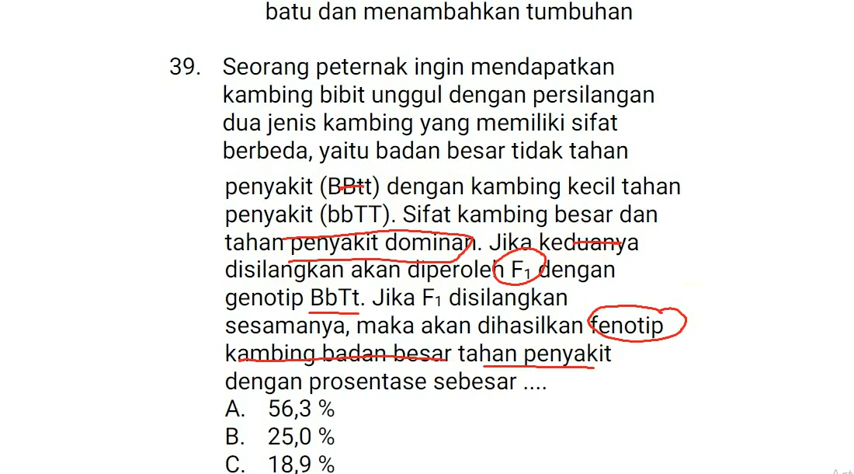 batu dan menambahkan tumbuhan
39. Seorang peternak ingin mendapatkan
kambing bibit unggul dengan persilangan
dua jenis kambing yang memiliki sifat
berbeda, yaitu badan besar tidak tahan
penyakit (BBtt) dengan kambing kecil tahan
penyakit (bbTT). Sifat kambing besar dan
tahan penyakit dominan. Jika keduanya
disilangkan akan diperoleh F₁ dengan
genotip BbTt. Jika F₁ disilangkan
sesamanya, maka akan dihasilkan fenotip
kambing badan besar tahan penyakit
dengan prosentase sebesar ....
A. 56,3 %
B. 25,0 %
C. 18,9 %